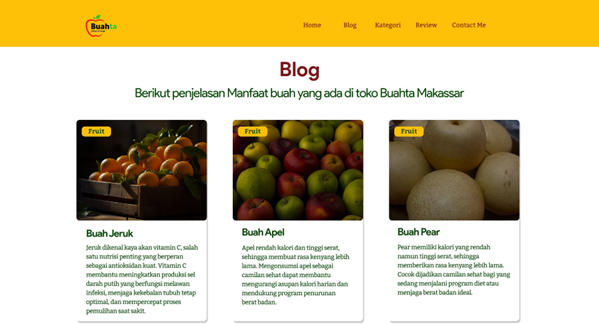 Buahta
Home Blog Kategori Review Contact Me
Blog
Berikut penjelasan Manfaat buah yang ada di toko Buahta Makassar
Fruit
Buah Jeruk
Jeruk dikenal kaya akan vitamin C, salah
satu nutrisi penting yang berperan
sebagai antioksidan kuat. Vitamin C
membantu meningkatkan produksi sel
darah putih yang berfungsi melawan
infeksi, menjaga kekebalan tubuh tetap
optimal, dan mempercepat proses
pemulihan saat sakit.
Fruit
Buah Apel
Apel rendah kalori dan tinggi serat,
sehingga membuat rasa kenyang lebih
lama. Mengonsumsi apel sebagai
camilan sehat dapat membantu
mengurangi asupan kalori harian dan
mendukung program penurunan
berat badan.
Fruit
Buah Pear
Pear memiliki kalori yang rendah
namun tinggi serat, sehingga
memberikan rasa kenyang lebih lama.
Cocok dijadikan camilan sehat bagi yang
sedang menjalani program diet atau
menjaga berat badan ideal.